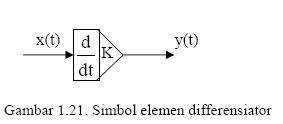 x(t) d K y(t)
dt
Gambar 1.21. Simbol elemen differensiator